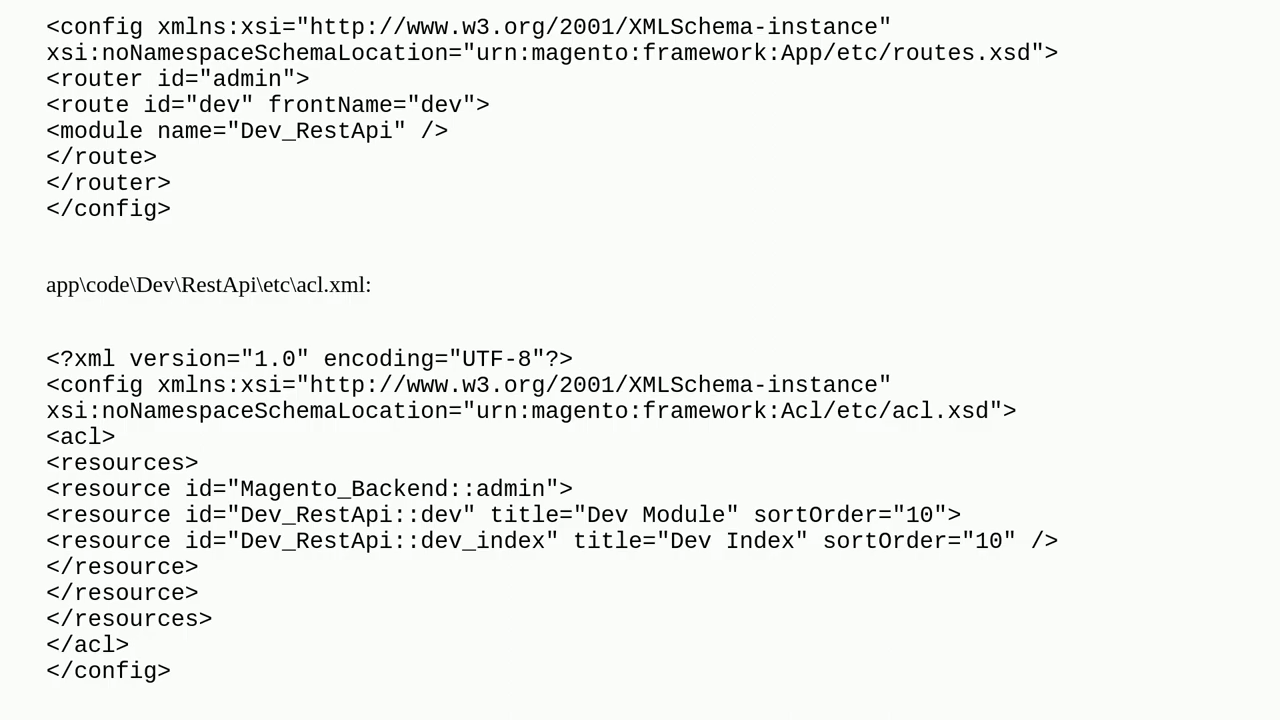 <config xmlns:xsi="http://www.w3.org/2001/XMLSchema-instance"
xsi:noNamespaceSchemaLocation="urn:magento:framework:App/etc/routes.xsd">
<router id="admin">
<route id="dev" frontName="dev">
<module name="Dev_RestApi" />
</route>
</router>
</config>
app\code\Dev\RestApi\etc\acl.xml:
<?xml version="1.0" encoding="UTF-8"?>
<config xmlns:xsi="http://www.w3.org/2001/XMLSchema-instance"
xsi:noNamespaceSchemaLocation="urn:magento:framework:Acl/etc/acl.xsd">
<acl>
<resources>
<resource id="Magento_Backend::admin">
<resource id="Dev_RestApi::dev" title="Dev Module" sortOrder="10">
<resource id="Dev_RestApi::dev_index" title="Dev Index" sortOrder="10" />
</resource>
</resource>
</resources>
</acl>
</config>